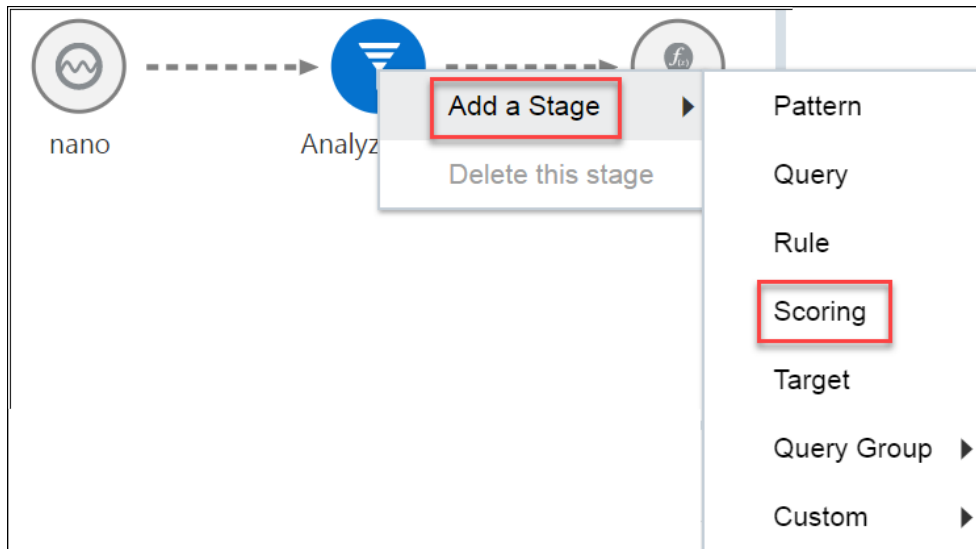 Add a Stage
Pattern
nano
Analyz
Delete this stage
Query
Rule
Scoring
Target
Query Group
Custom